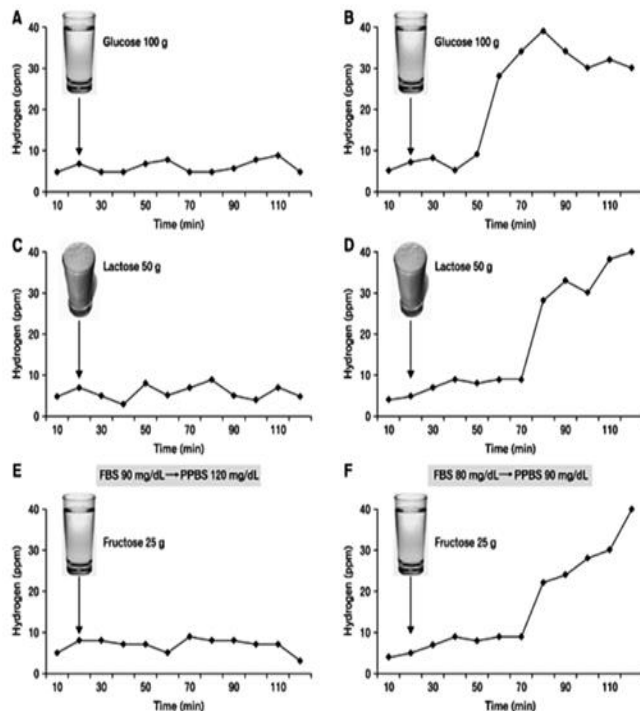 A
B
40
30
20
10
0
Hydrogen (ppm)
Glucose 100 g
10 30 50 70 90 110
Time (min)
40
30
20
10
0
Hydrogen (ppm)
Glucose 100 g
10 30 50 70 90 110
Time (min)
C
D
40
30
20
10
0
Hydrogen (ppm)
Lactose 50 g
10 30 50 70 90 110
Time (min)
40
30
20
10
0
Hydrogen (ppm)
Lactose 50 g
10 30 50 70 90 110
Time (min)
E
FBS 90 mg/dL→PPBS 120 mg/dL
F
FBS 80 mg/dL→PPBS 90 mg/dL
40
30
20
10
0
Hydrogen (ppm)
Fructose 25 g
10 30 50 70 90 110
Time (min)
40
30
20
10
0
Hydrogen (ppm)
Fructose 25 g
10 30 50 70 90 110
Time (min)